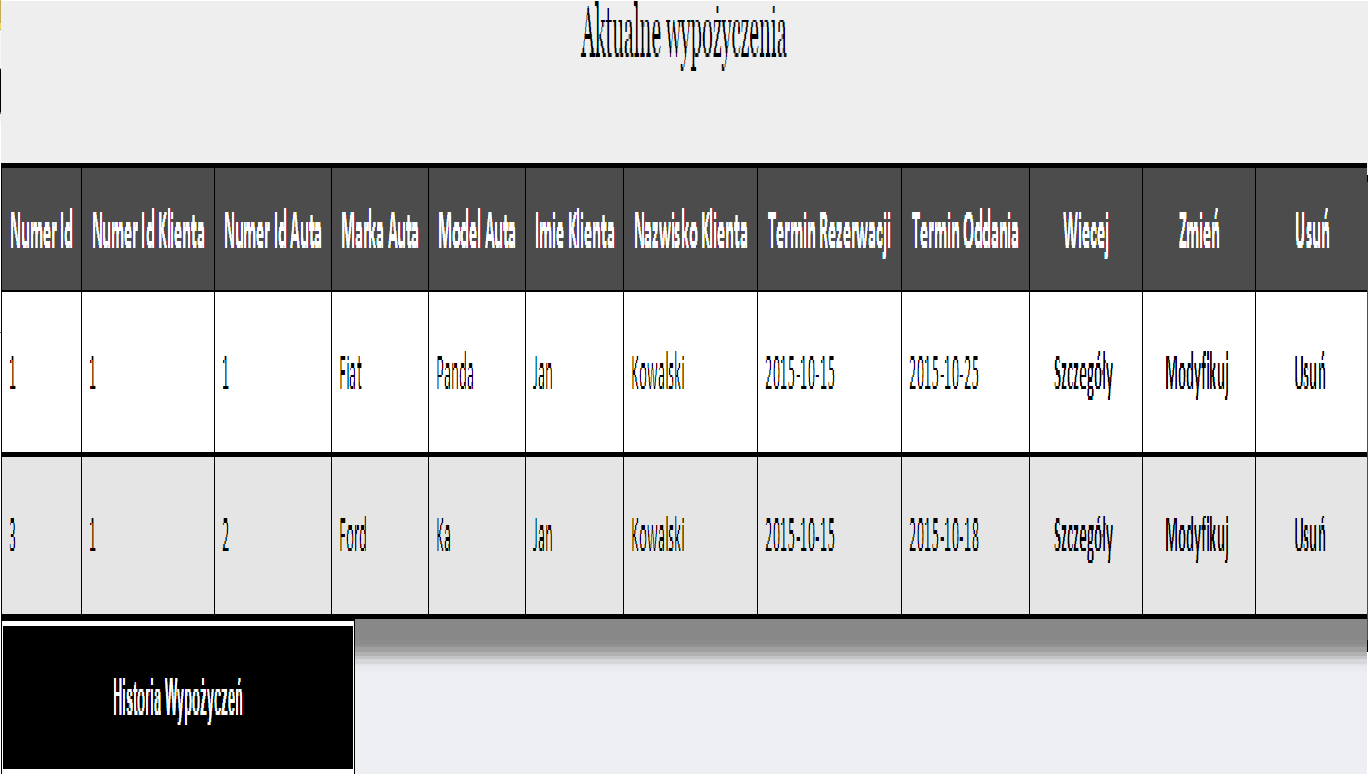 Aktualne wypożyczenia
Numer Id Numer Id Klienta Numer Id Auta Marka Auta Model Auta Imie Klienta Nazwisko Klienta Termin Rezerwacji Termin Oddania Wiecej Zmień Usuń
1 1 1 Fiat Panda Jan Kowalski 2015-10-15 2015-10-25 Szczegóły Modyfikuj Usuń
3 1 2 Ford Ka Jan Kowalski 2015-10-15 2015-10-18 Szczegóły Modyfikuj Usuń
Historia Wypożyczeń